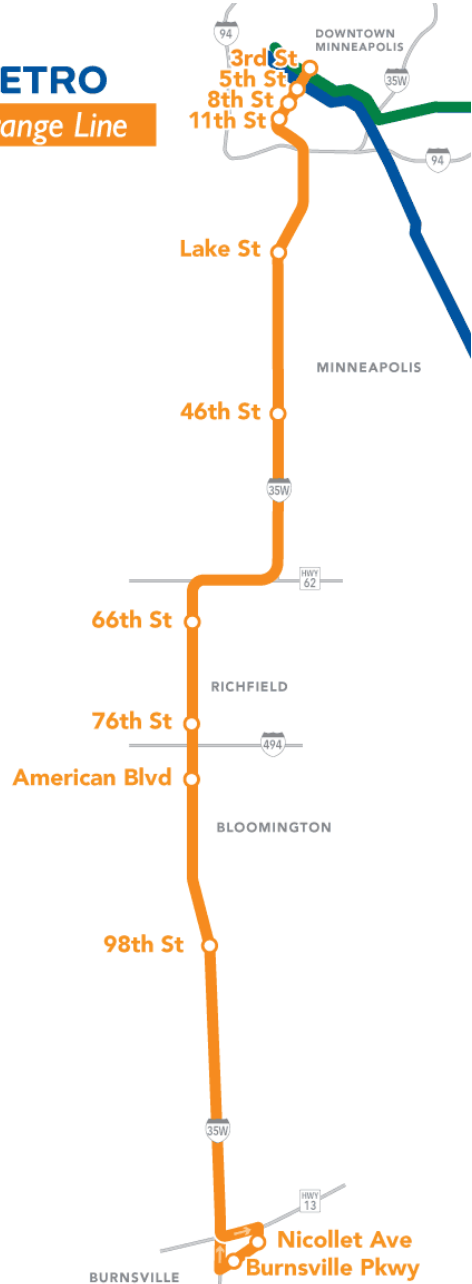 94
DOWNTOWN
MINNEAPOLIS
ETRO
ange Line
3rd St
5th St
35W
8th St
11th St
94
Lake St
MINNEAPOLIS
46th St
35W
HWY
62
66th St
RICHFIELD
76th St
494
American Blvd
BLOOMINGTON
98th St
35W
HWY
13
Nicollet Ave
Burnsville Pkwy
BURNSVILLE